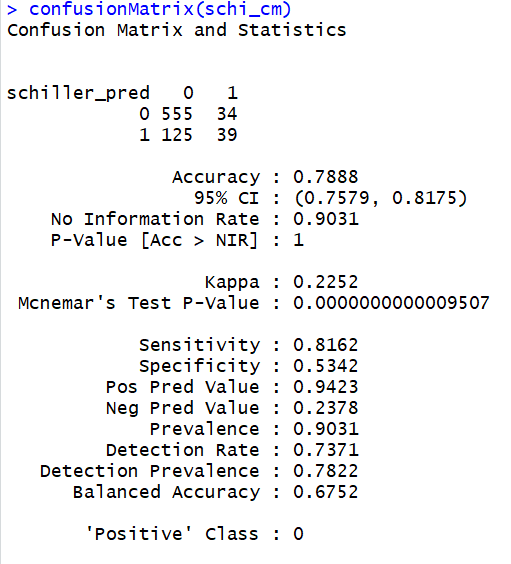 > confusionMatrix(schi_cm)
Confusion Matrix and Statistics
schiller_pred   0   1
            0 555  34
            1 125  39
Accuracy : 0.7888
95% CI : (0.7579, 0.8175)
No Information Rate : 0.9031
P-Value [Acc > NIR] : 1
Kappa : 0.2252
Mcnemar's Test P-Value : 0.0000000000009507
Sensitivity : 0.8162
Specificity : 0.5342
Pos Pred Value : 0.9423
Neg Pred Value : 0.2378
Prevalence : 0.9031
Detection Rate : 0.7371
Detection Prevalence : 0.7822
Balanced Accuracy : 0.6752
'Positive' Class : 0